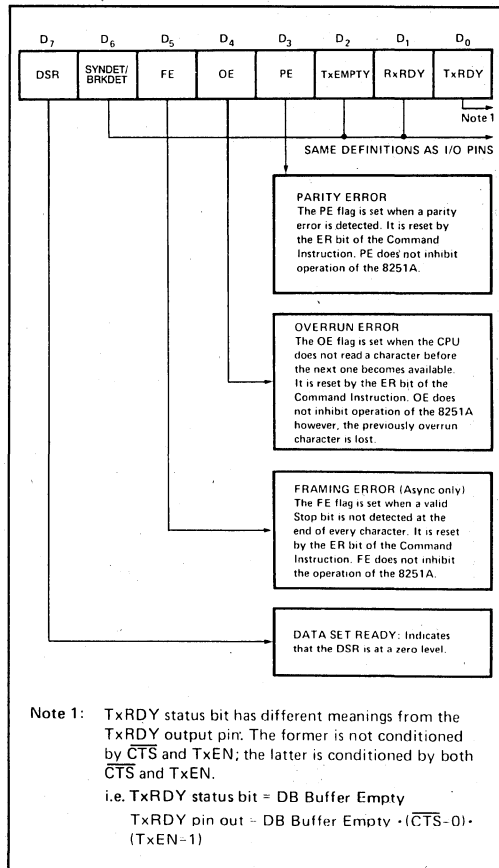 D7 D6 D5 D4 D3 D2 D1 D0
DSR SYNDET/ BRKDET FE OE PE TxEMPTY RxRDY TxRDY
Note 1
SAME DEFINITIONS AS I/O PINS
PARITY ERROR
The PE flag is set when a parity
error is detected. It is reset by
the ER bit of the Command
Instruction. PE does not inhibit
operation of the 8251A.
OVERRUN ERROR
The OE flag is set when the CPU
does not read a character before
the next one becomes available.
It is reset by the ER bit of the
Command Instruction. OE does
not inhibit operation of the 8251A
however, the previously overrun
character is lost.
FRAMING ERROR (Async only)
The FE flag is set when a valid
Stop bit is not detected at the
end of every character. It is reset
by the ER bit of the Command
Instruction. FE does not inhibit
the operation of the 8251A.
DATA SET READY: Indicates
that the DSR is at a zero level.
Note 1: TxRDY status bit has different meanings from the
TxRDY output pin. The former is not conditioned
by C̅T̅S̅ and TxEN; the latter is conditioned by both
C̅T̅S̅ and TxEN.
i.e. TxRDY status bit = DB Buffer Empty
TxRDY pin out = DB Buffer Empty •(C̅T̅S̅=0)•
(TxEN=1)